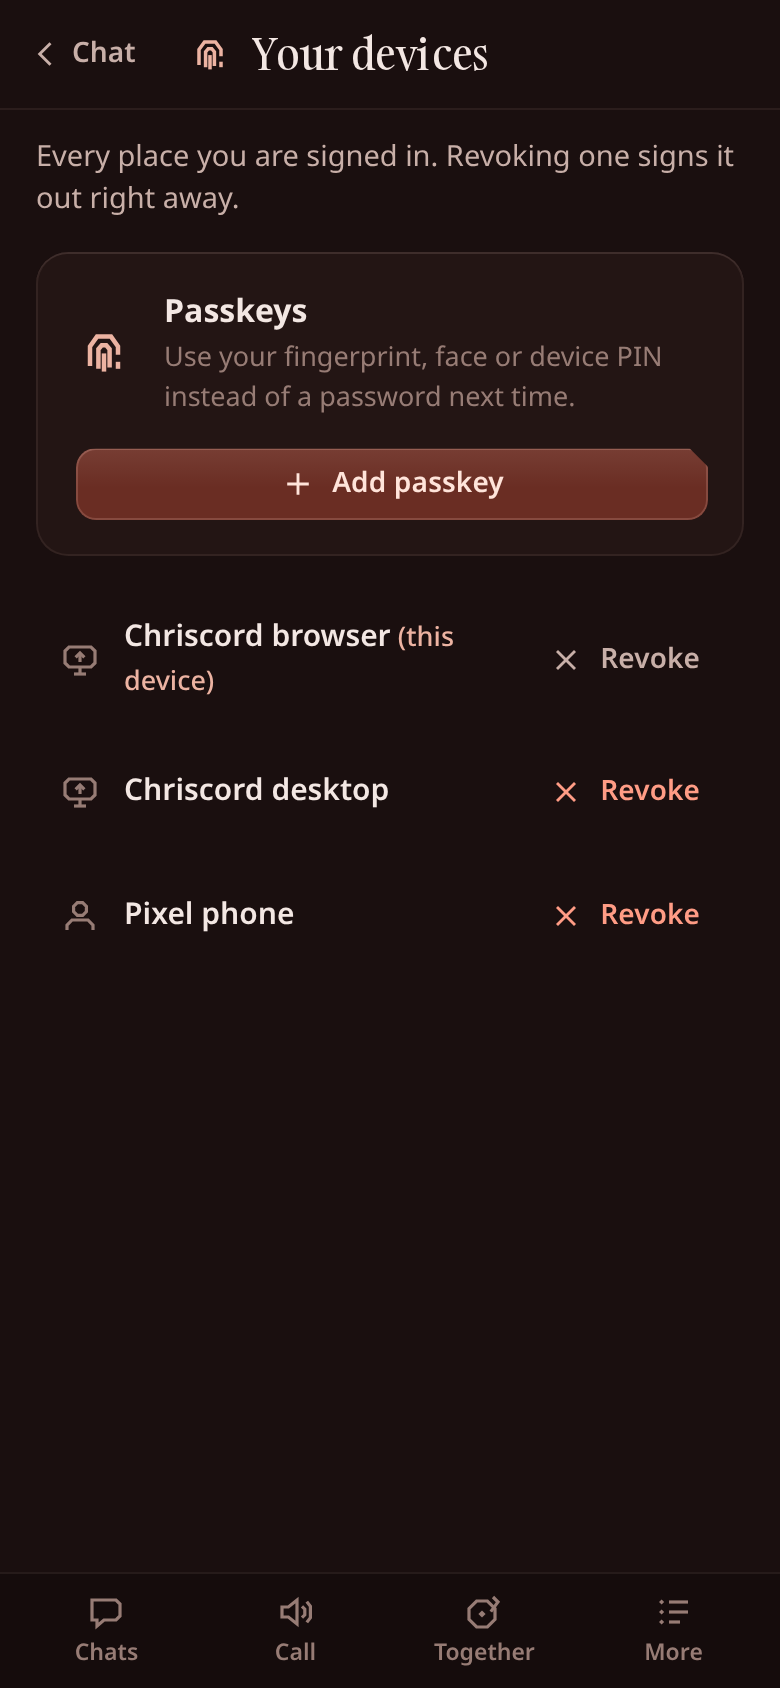 Chat
Your devices
Every place you are signed in. Revoking one signs it
out right away.
Passkeys
Use your fingerprint, face or device PIN
instead of a password next time.
Add passkey
Chriscord browser (this
device)
Revoke
Chriscord desktop
Revoke
Pixel phone
Revoke
Chats
Call
Together
More